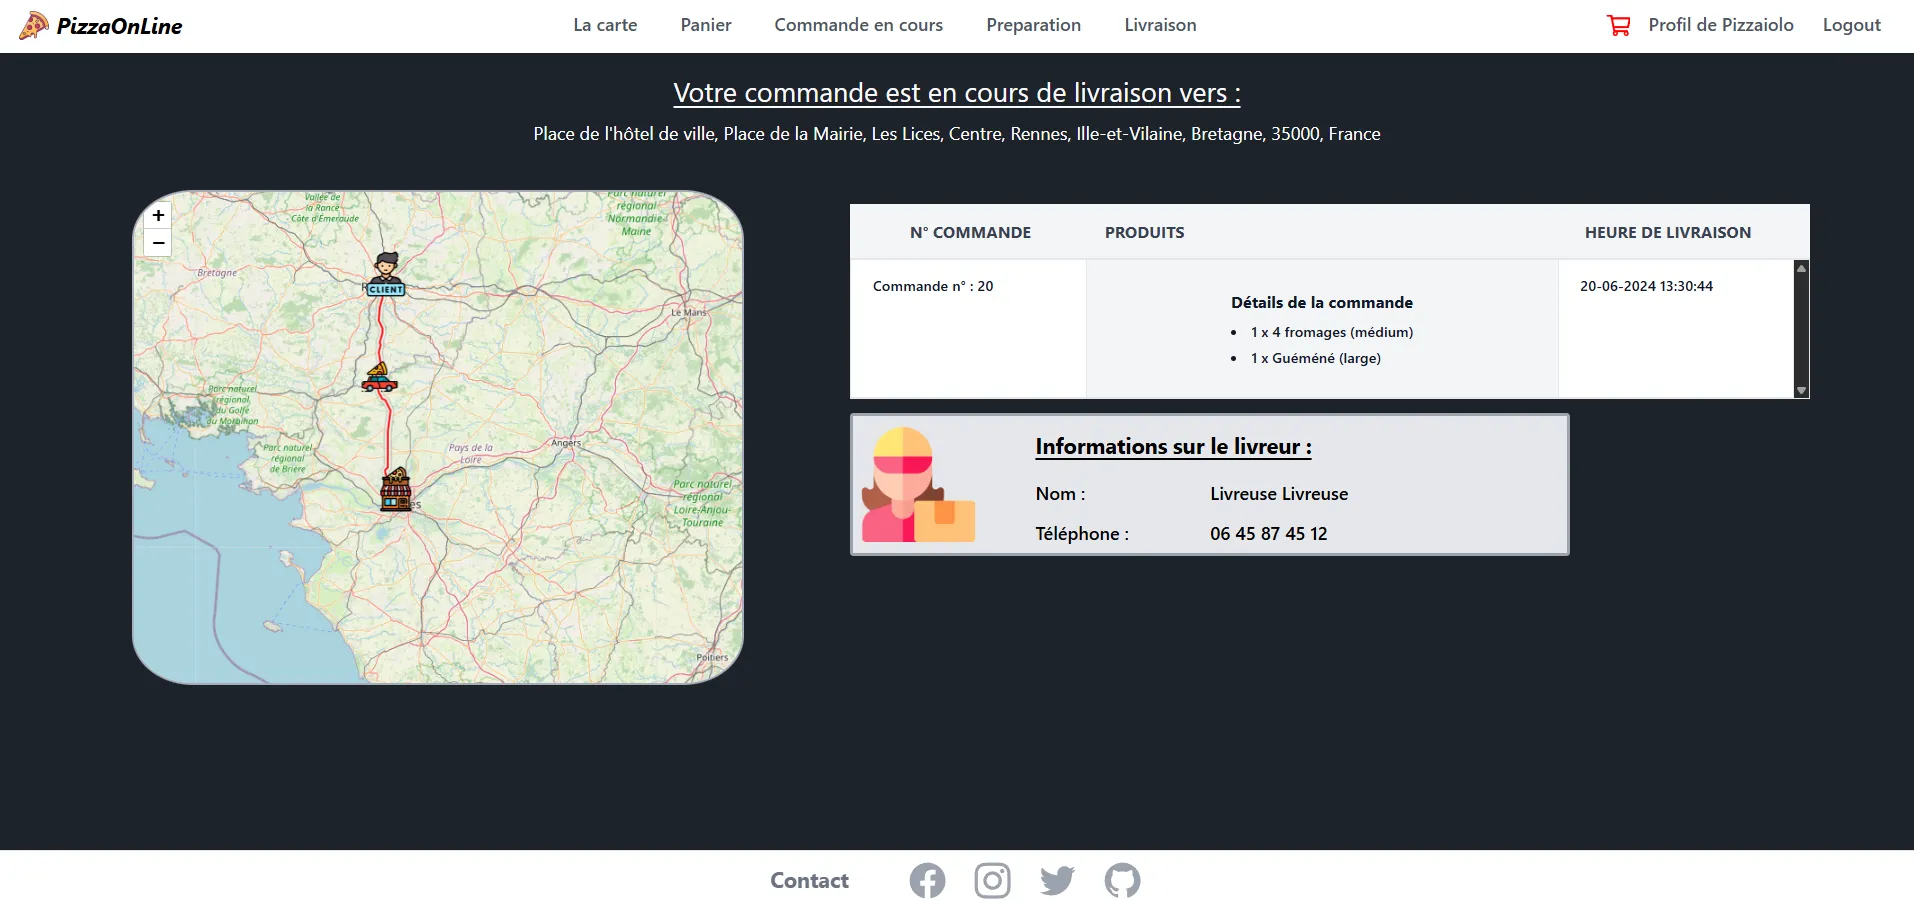 PizzaOnLine
La carte
Panier
Commande en cours
Preparation
Livraison
Profil de Pizzaiolo
Logout
Votre commande est en cours de livraison vers :
Place de l'hôtel de ville, Place de la Mairie, Les Lices, Centre, Rennes, Ille-et-Vilaine, Bretagne, 35000, France
+
−
Vallée de
la Rance
Côte d'Émeraude
Parc naturel
régional
Normandie-
Maine
Bretagne
CLIENT
Le Mans
Parc naturel
régional
du Golfe
du Morbihan
Parc naturel
régional
de Brière
Pays de la
Loire
Angers
Parc naturel
régional
Loire-Anjou-
Touraine
es
Poitiers
N° COMMANDE
PRODUITS
HEURE DE LIVRAISON
Commande n° : 20
Détails de la commande
• 1 x 4 fromages (médium)
• 1 x Guéméné (large)
20-06-2024 13:30:44
Informations sur le livreur :
Nom :
Livreuse Livreuse
Téléphone :
06 45 87 45 12
Contact